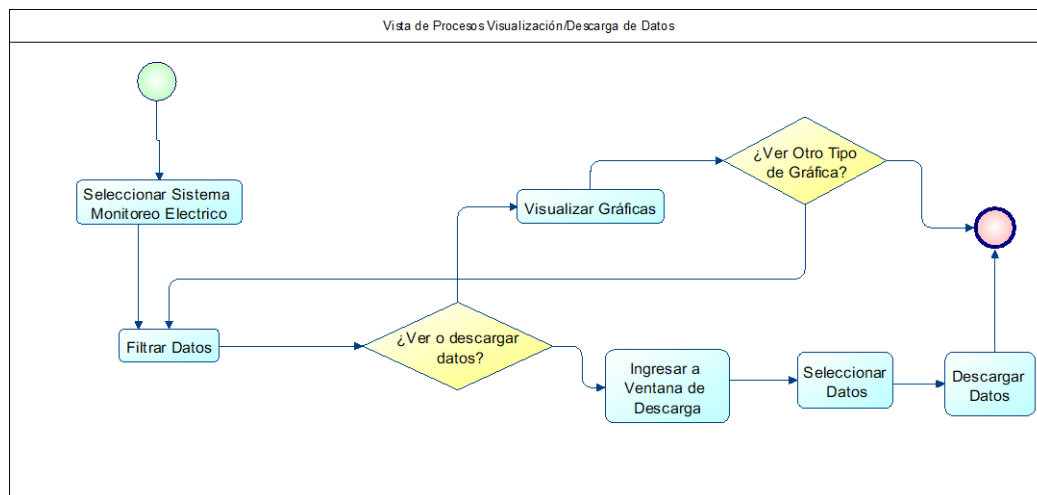 Vista de Procesos Visualización/Descarga de Datos
¿Ver Otro Tipo
de Gráfica?
Seleccionar Sistema
Monitoreo Electrico
Visualizar Gráficas
Filtrar Datos
¿Ver o descargar
datos?
Ingresar a
Ventana de
Descarga
Seleccionar
Datos
Descargar
Datos